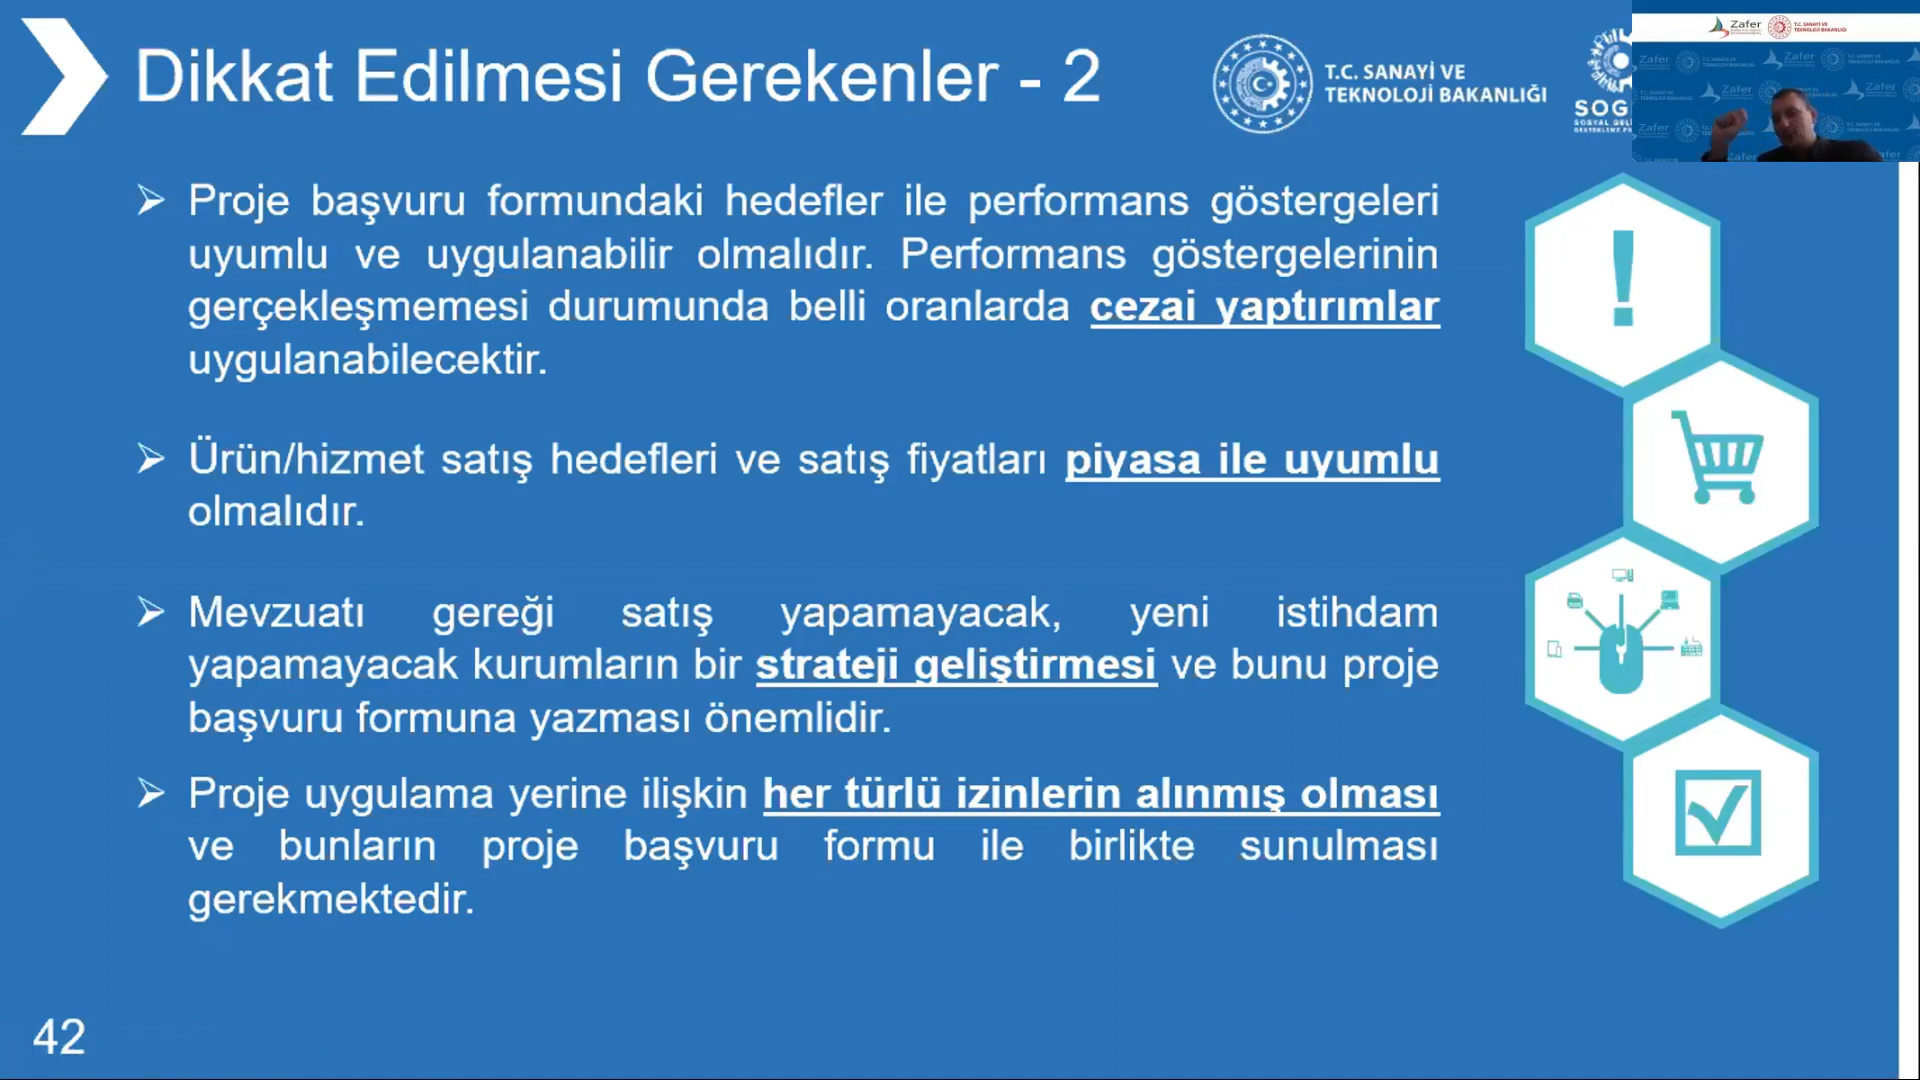 Dikkat Edilmesi Gerekenler - 2
T.C. SANAYİ VE
TEKNOLOJİ BAKANLIĞI
SOG
Zafer
T.C. SANAYİ VE
TEKNOLOJİ BAKANLIĞI
Proje başvuru formundaki hedefler ile performans göstergeleri
uyumlu ve uygulanabilir olmalıdır. Performans göstergelerinin
gerçekleşmemesi durumunda belli oranlarda cezai yaptırımlar
uygulanabilecektir.
Ürün/hizmet satış hedefleri ve satış fiyatları piyasa ile uyumlu
olmalıdır.
Mevzuatı gereği satış yapamayacak, yeni istihdam
yapamayacak kurumların bir strateji geliştirmesi ve bunu proje
başvuru formuna yazması önemlidir.
Proje uygulama yerine ilişkin her türlü izinlerin alınmış olması
ve bunların proje başvuru formu ile birlikte sunulması
gerekmektedir.
42